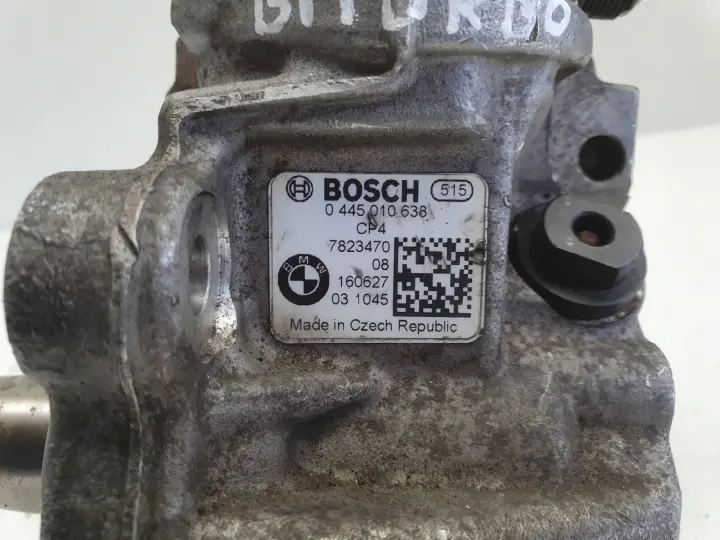 BITURBO
BOSCH 515
0 445 010 638
CP4
7823470
08
BMW
160627
03 1045
Made in Czech Republic